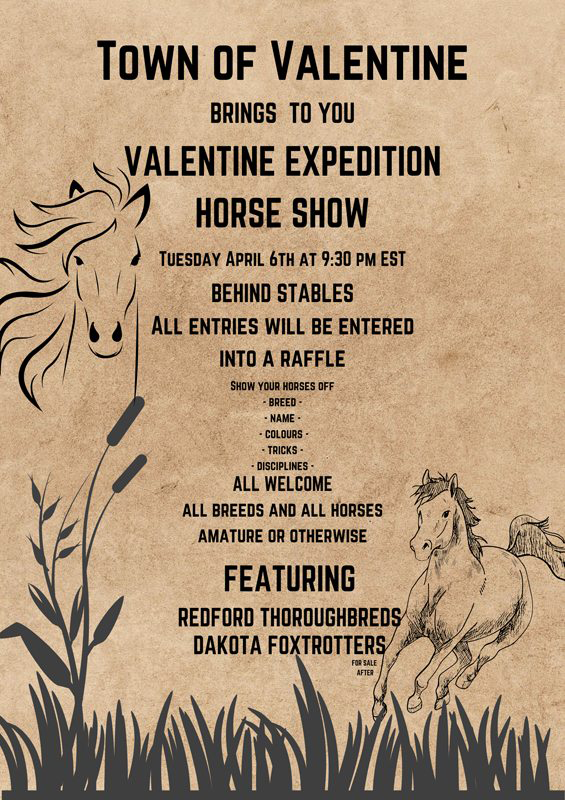 Town of Valentine
BRINGS TO YOU
VALENTINE EXPEDITION
HORSE SHOW
Tuesday April 6th at 9:30 pm EST
BEHIND STABLES
All entries will be entered
into a raffle
Show your horses off
- BREED -
- NAME -
- COLOURS -
- TRICKS -
- DISCIPLINES -
ALL WELCOME
ALL BREEDS AND ALL HORSES
AMATURE OR OTHERWISE
FEATURING
REDFORD THOROUGHBREDS
DAKOTA FOXTROTTERS
FOR SALE
AFTER